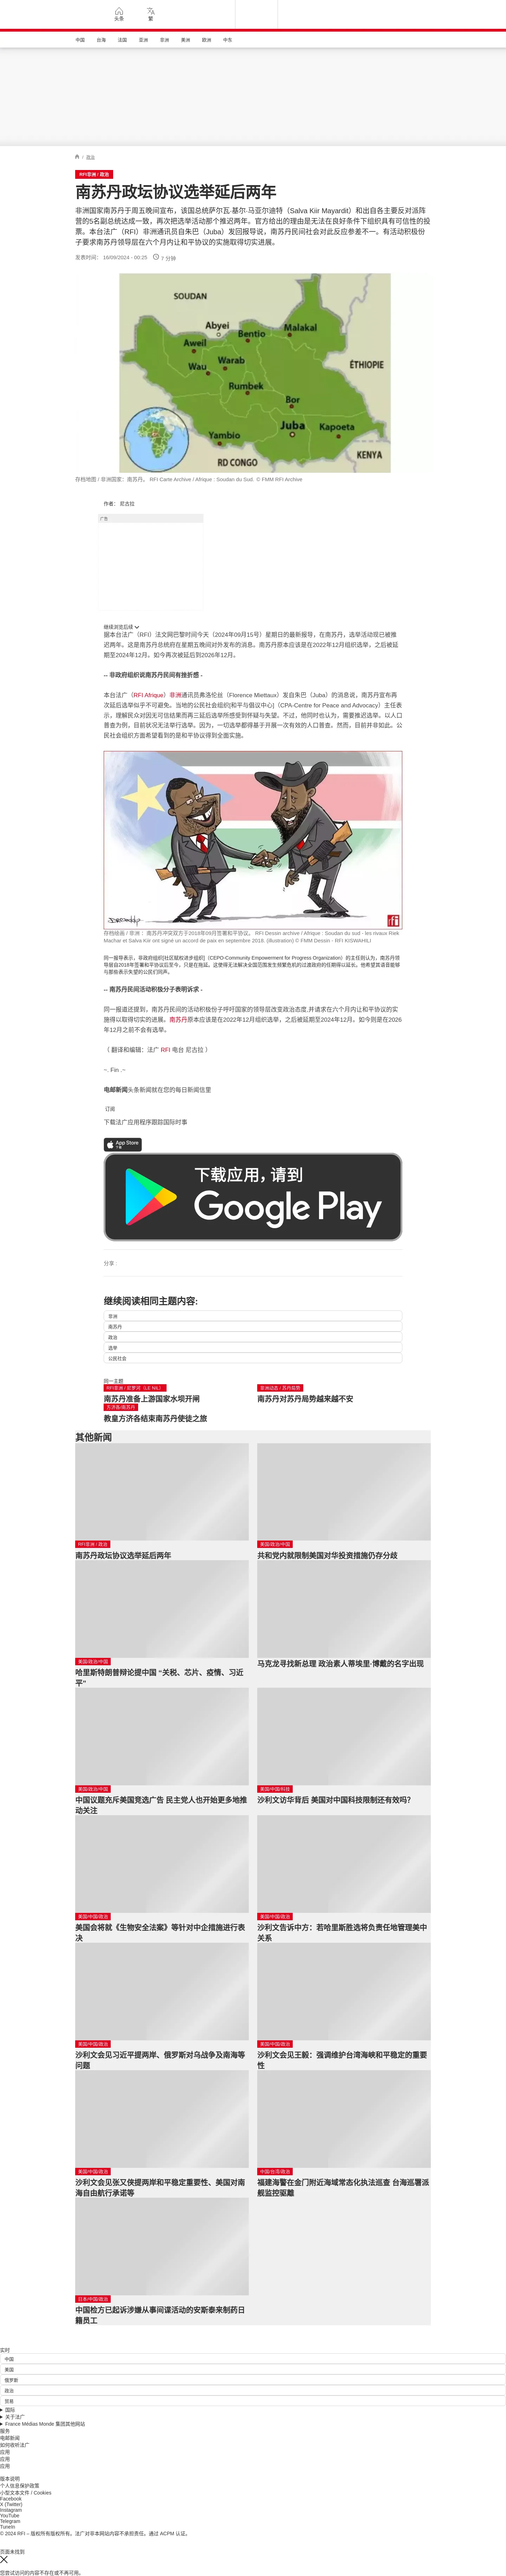 头条
繁
中国
台海
法国
亚洲
非洲
美洲
欧洲
中东
/ 政治
RFI非洲 / 政治
南苏丹政坛协议选举延后两年
非洲国家南苏丹于周五晚间宣布，该国总统萨尔瓦·基尔·马亚尔迪特（Salva Kiir Mayardit）和出自各主要反对派阵
营的5名副总统达成一致，再次把选举活动那个推迟两年。官方给出的理由是无法在良好条件下组织具有可信性的投
票。本台法广（RFI）非洲通讯员自朱巴（Juba）发回报导说，南苏丹民间社会对此反应参差不一。有活动积极份
子要求南苏丹领导层在六个月内让和平协议的实施取得切实进展。
发表时间： 16/09/2024 - 00:25
7 分钟
SOUDAN
Abyei
Bentio
Malakal
Aweil
Wau
Warab
ÉTHIOPIE
Rumbek
Bor
Juba
Kapoeta
Yambio
RD CONGO
KENYA
存档地图 / 非洲国家：南苏丹。 RFI Carte Archive / Afrique : Soudan du Sud. © FMM RFI Archive
作者： 尼古拉
广告
继续浏览后续
据本台法广（RFI）法文网巴黎时间今天（2024年09月15号）星期日的最新报导，在南苏丹，选举活动现已被推
迟两年。这是南苏丹总统府在星期五晚间对外发布的消息。南苏丹原本应该是在2022年12月组织选举，之后被延
期至2024年12月。如今再次被延后到2026年12月。
-- 非政府组织说南苏丹民间有挫折感 -
本台法广（RFI Afrique）非洲通讯员弗洛伦丝（Florence Miettaux）发自朱巴（Juba）的消息说，南苏丹宣布再
次延后选举似乎不可避免。当地的公民社会组织[和平与倡议中心]（CPA-Centre for Peace and Advocacy）主任表
示，理解民众对因无可信结果而再三延后选举所感受到怀疑与失望。不过，他同时也认为，需要推迟选举。以人口
普查为例，目前状况无法举行选举。因为，一切选举都得基于开展一次有效的人口普查。然而，目前并非如此。公
民社会组织方面希望看到的是和平协议得到全面实施。
rfi
存档绘画 / 非洲 ： 南苏丹冲突双方于2018年09月签署和平协议。 RFI Dessin archive / Afrique : Soudan du sud - les rivaux Riek
Machar et Salva Kiir ont signé un accord de paix en septembre 2018. (illustration) © FMM Dessin - RFI KISWAHILI
同一报导表示，非政府组织[社区赋权进步组织]（CEPO-Community Empowerment for Progress Organization）的主任则认为，南苏丹领
导层自2018年签署和平协议后至今，只是在拖延。这使得无法解决全面范围发生频繁危机的过渡政府的任期得以延长。他希望其语音能够
与那些表示失望的公民们同声。
-- 南苏丹民间活动积极分子表明诉求 -
同一报道还提到，南苏丹民间的活动积极份子呼吁国家的领导层改变政治态度,并请求在六个月内让和平协议的实
施得以取得切实的进展。南苏丹原本应该是在2022年12月组织选举，之后被延期至2024年12月。如今则是在2026
年12月之前不会有选举。
（ 翻译和编辑：法广 RFI 电台 尼古拉 ）
~. Fin .~
电邮新闻头条新闻就在您的每日新闻信里
订阅
下载法广应用程序跟踪国际时事
App Store
下载
下载应用，请到
Google Play
分享 :
继续阅读相同主题内容:
非洲
南苏丹
政治
选举
公民社会
同一主题
RFI非洲 / 尼罗河（LE NIL）
南苏丹准备上游国家水坝开闸
非洲动态 / 苏丹局势
南苏丹对苏丹局势越来越不安
方济各/南苏丹
教皇方济各结束南苏丹使徒之旅
其他新闻
RFI非洲 / 政治
南苏丹政坛协议选举延后两年
美国/政治/中国
共和党内就限制美国对华投资措施仍存分歧
美国/政治/中国
哈里斯特朗普辩论提中国 “关税、芯片、疫情、习近
平”
马克龙寻找新总理 政治素人蒂埃里·博戴的名字出现
美国/政治/中国
中国议题充斥美国竞选广告 民主党人也开始更多地推
动关注
美国/中国/科技
沙利文访华背后 美国对中国科技限制还有效吗？
美国/中国/政治
美国会将就《生物安全法案》等针对中企措施进行表
决
美国/中国/政治
沙利文告诉中方：若哈里斯胜选将负责任地管理美中
关系
美国/中国/政治
沙利文会见习近平提两岸、俄罗斯对乌战争及南海等
问题
美国/中国/政治
沙利文会见王毅：强调维护台湾海峡和平稳定的重要
性
美国/中国/政治
沙利文会见张又侠提两岸和平稳定重要性、美国对南
海自由航行承诺等
中国/台湾/政治
福建海警在金门附近海域常态化执法巡查 台海巡署派
舰监控驱离
日本/中国/政治
中国检方已起诉涉嫌从事间谍活动的安斯泰来制药日
籍员工
实时
中国
美国
俄罗斯
政治
贸易
国际
关于法广
France Médias Monde 集团其他网站
服务
电邮新闻
如何收听法广
应用
应用
应用
版本说明
个人信息保护政策
小型文本文件 / Cookies
Facebook
X (Twitter)
Instagram
YouTube
Telegram
TuneIn
© 2024 RFI – 版权所有版权所有。法广对非本网站内容不承担责任。通过 ACPM 认证。
页面未找到
您尝试访问的内容不存在或不再可用。